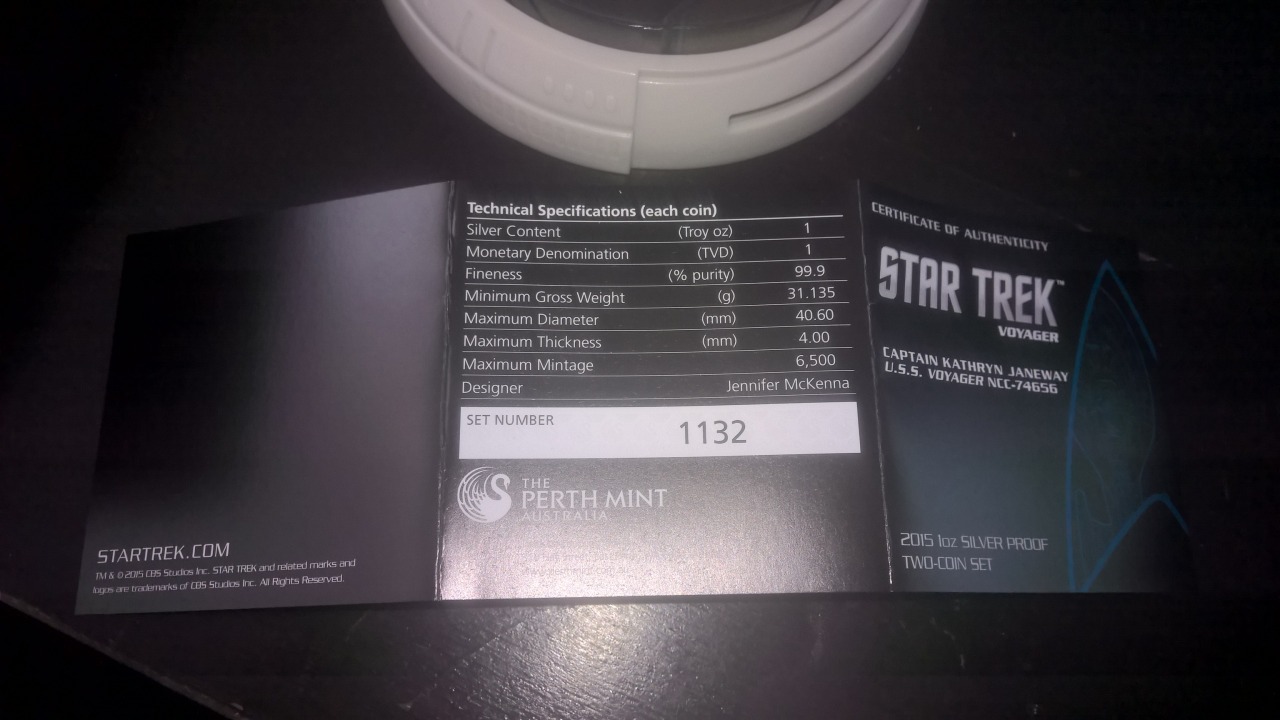 STARTREK.COM
TM & © 2015 CBS Studios Inc. STAR TREK and related marks and
logos are trademarks of CBS Studios Inc. All Rights Reserved.
Technical Specifications (each coin)
Silver Content (Troy oz) 1
Monetary Denomination (TVD) 1
Fineness (% purity) 99.9
Minimum Gross Weight (g) 31.135
Maximum Diameter (mm) 40.60
Maximum Thickness (mm) 4.00
Maximum Mintage 6,500
Designer Jennifer McKenna
SET NUMBER 1132
THE
PERTH MINT
AUSTRALIA
CERTIFICATE OF AUTHENTICITY
STAR TREK™
VOYAGER
CAPTAIN KATHRYN JANEWAY
U.S.S. VOYAGER NCC-74656
2015 1oz SILVER PROOF
TWO-COIN SET